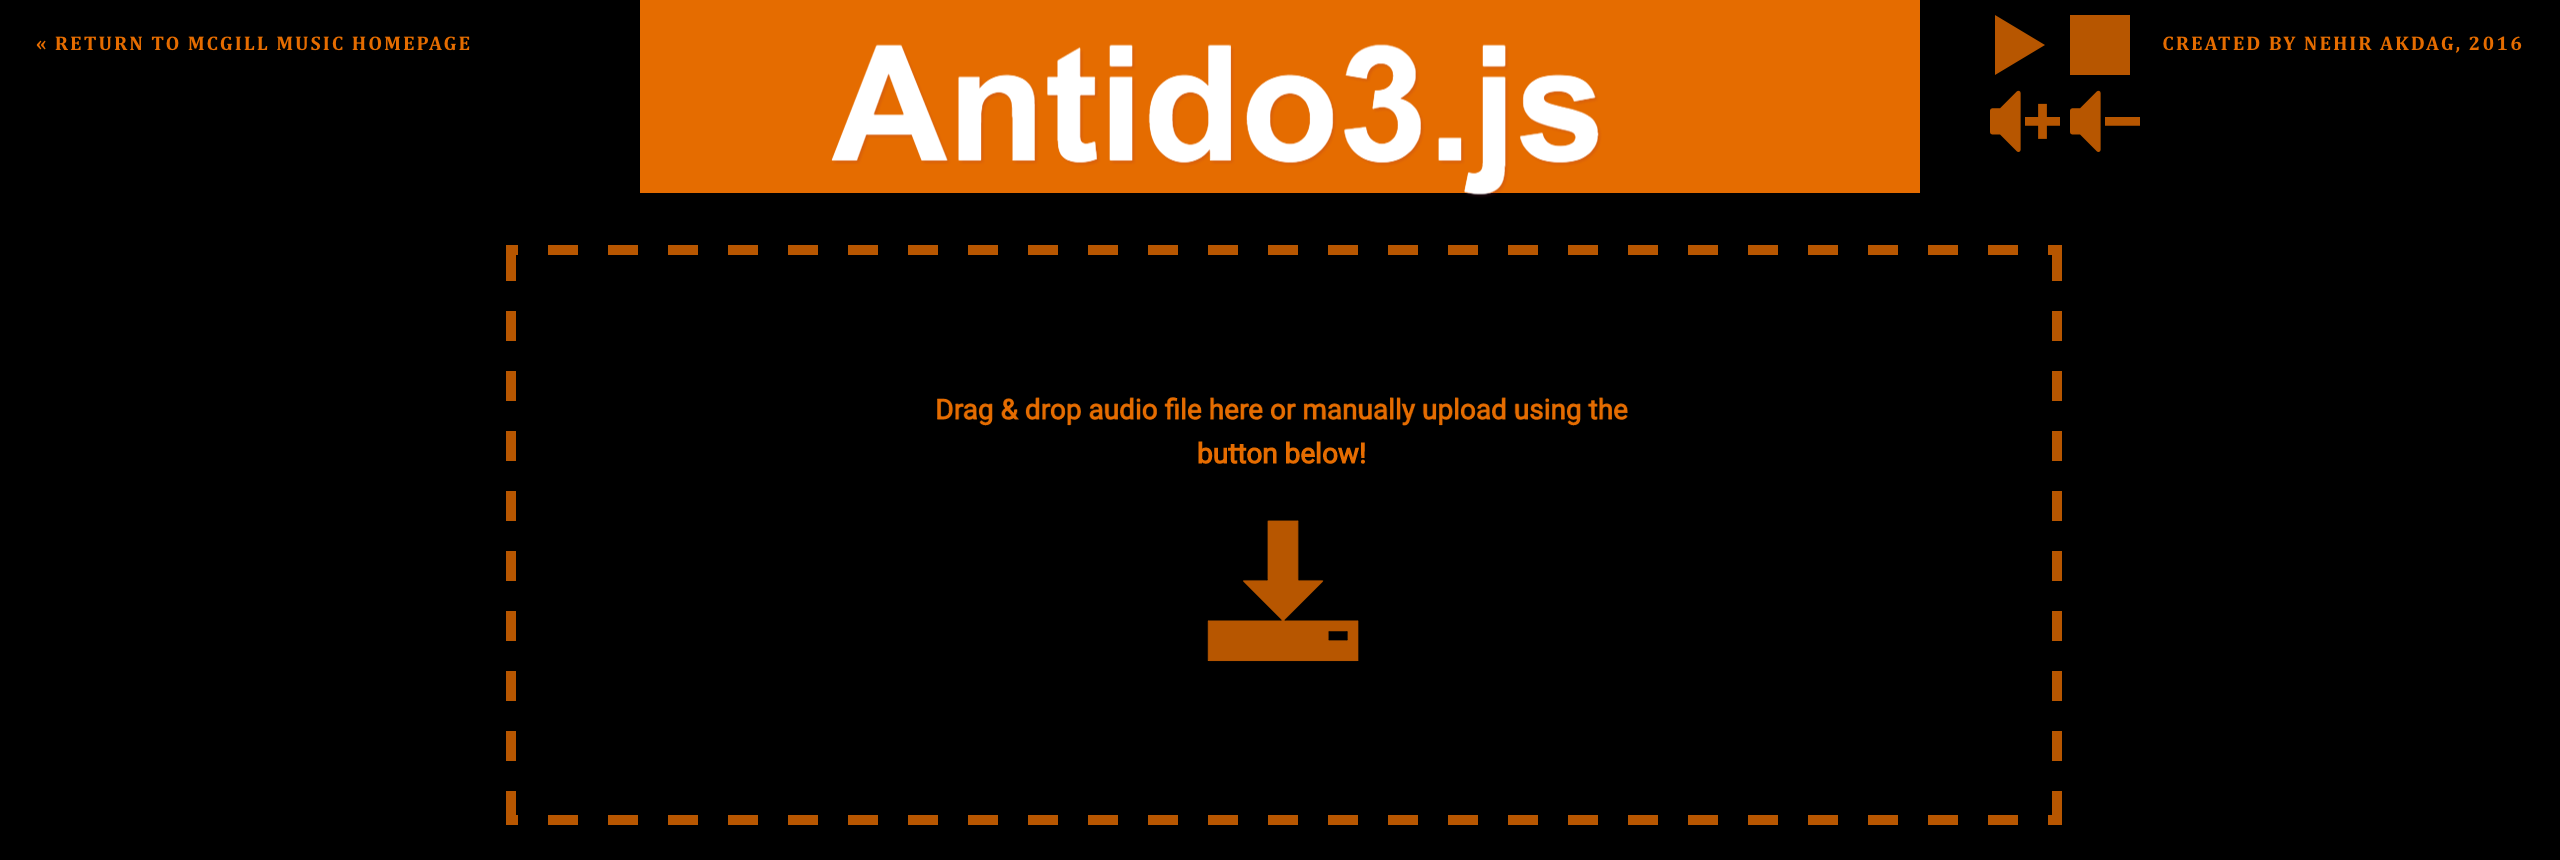 « RETURN TO MCGILL MUSIC HOMEPAGE
Antido3.js
CREATED BY NEHIR AKDAG, 2016
Drag & drop audio file here or manually upload using the
button below!